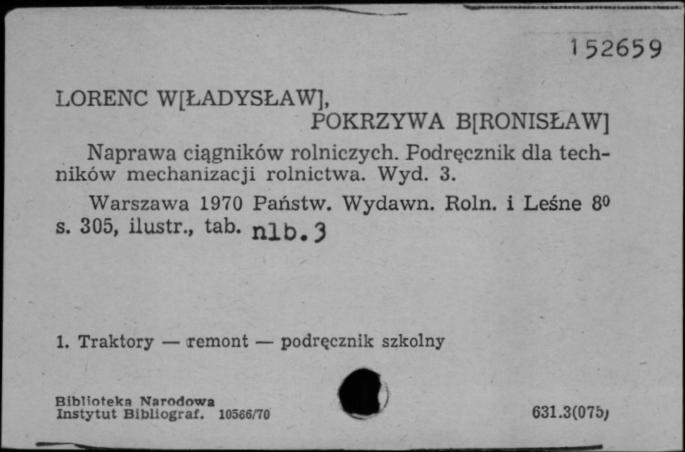 152659
LORENC W[ŁADYSŁAW],
POKRZYWA B[RONISŁAW]
Naprawa ciągników rolniczych. Podręcznik dla tech-
ników mechanizacji rolnictwa. Wyd. 3.
Warszawa 1970 Państw. Wydawn. Roln. i Leśne 8⁰
s. 305, ilustr., tab. nlb. 3
1. Traktory — remont — podręcznik szkolny
Biblioteka Narodowa
Instytut Bibliograf. 10566/70
631.3(075)